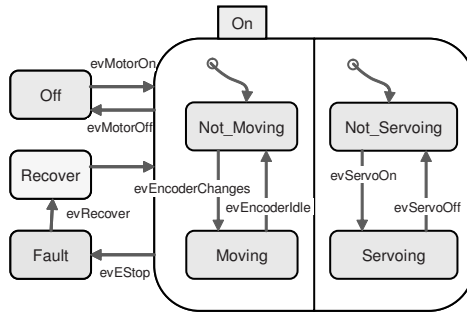 On
evMotorOn
Off
evMotorOff
Not_Moving
Not_Servoing
Recover
evEncoderChanges
evServoOn
evRecover
evEncoderIdle
evServoOff
Fault
evEStop
Moving
Servoing